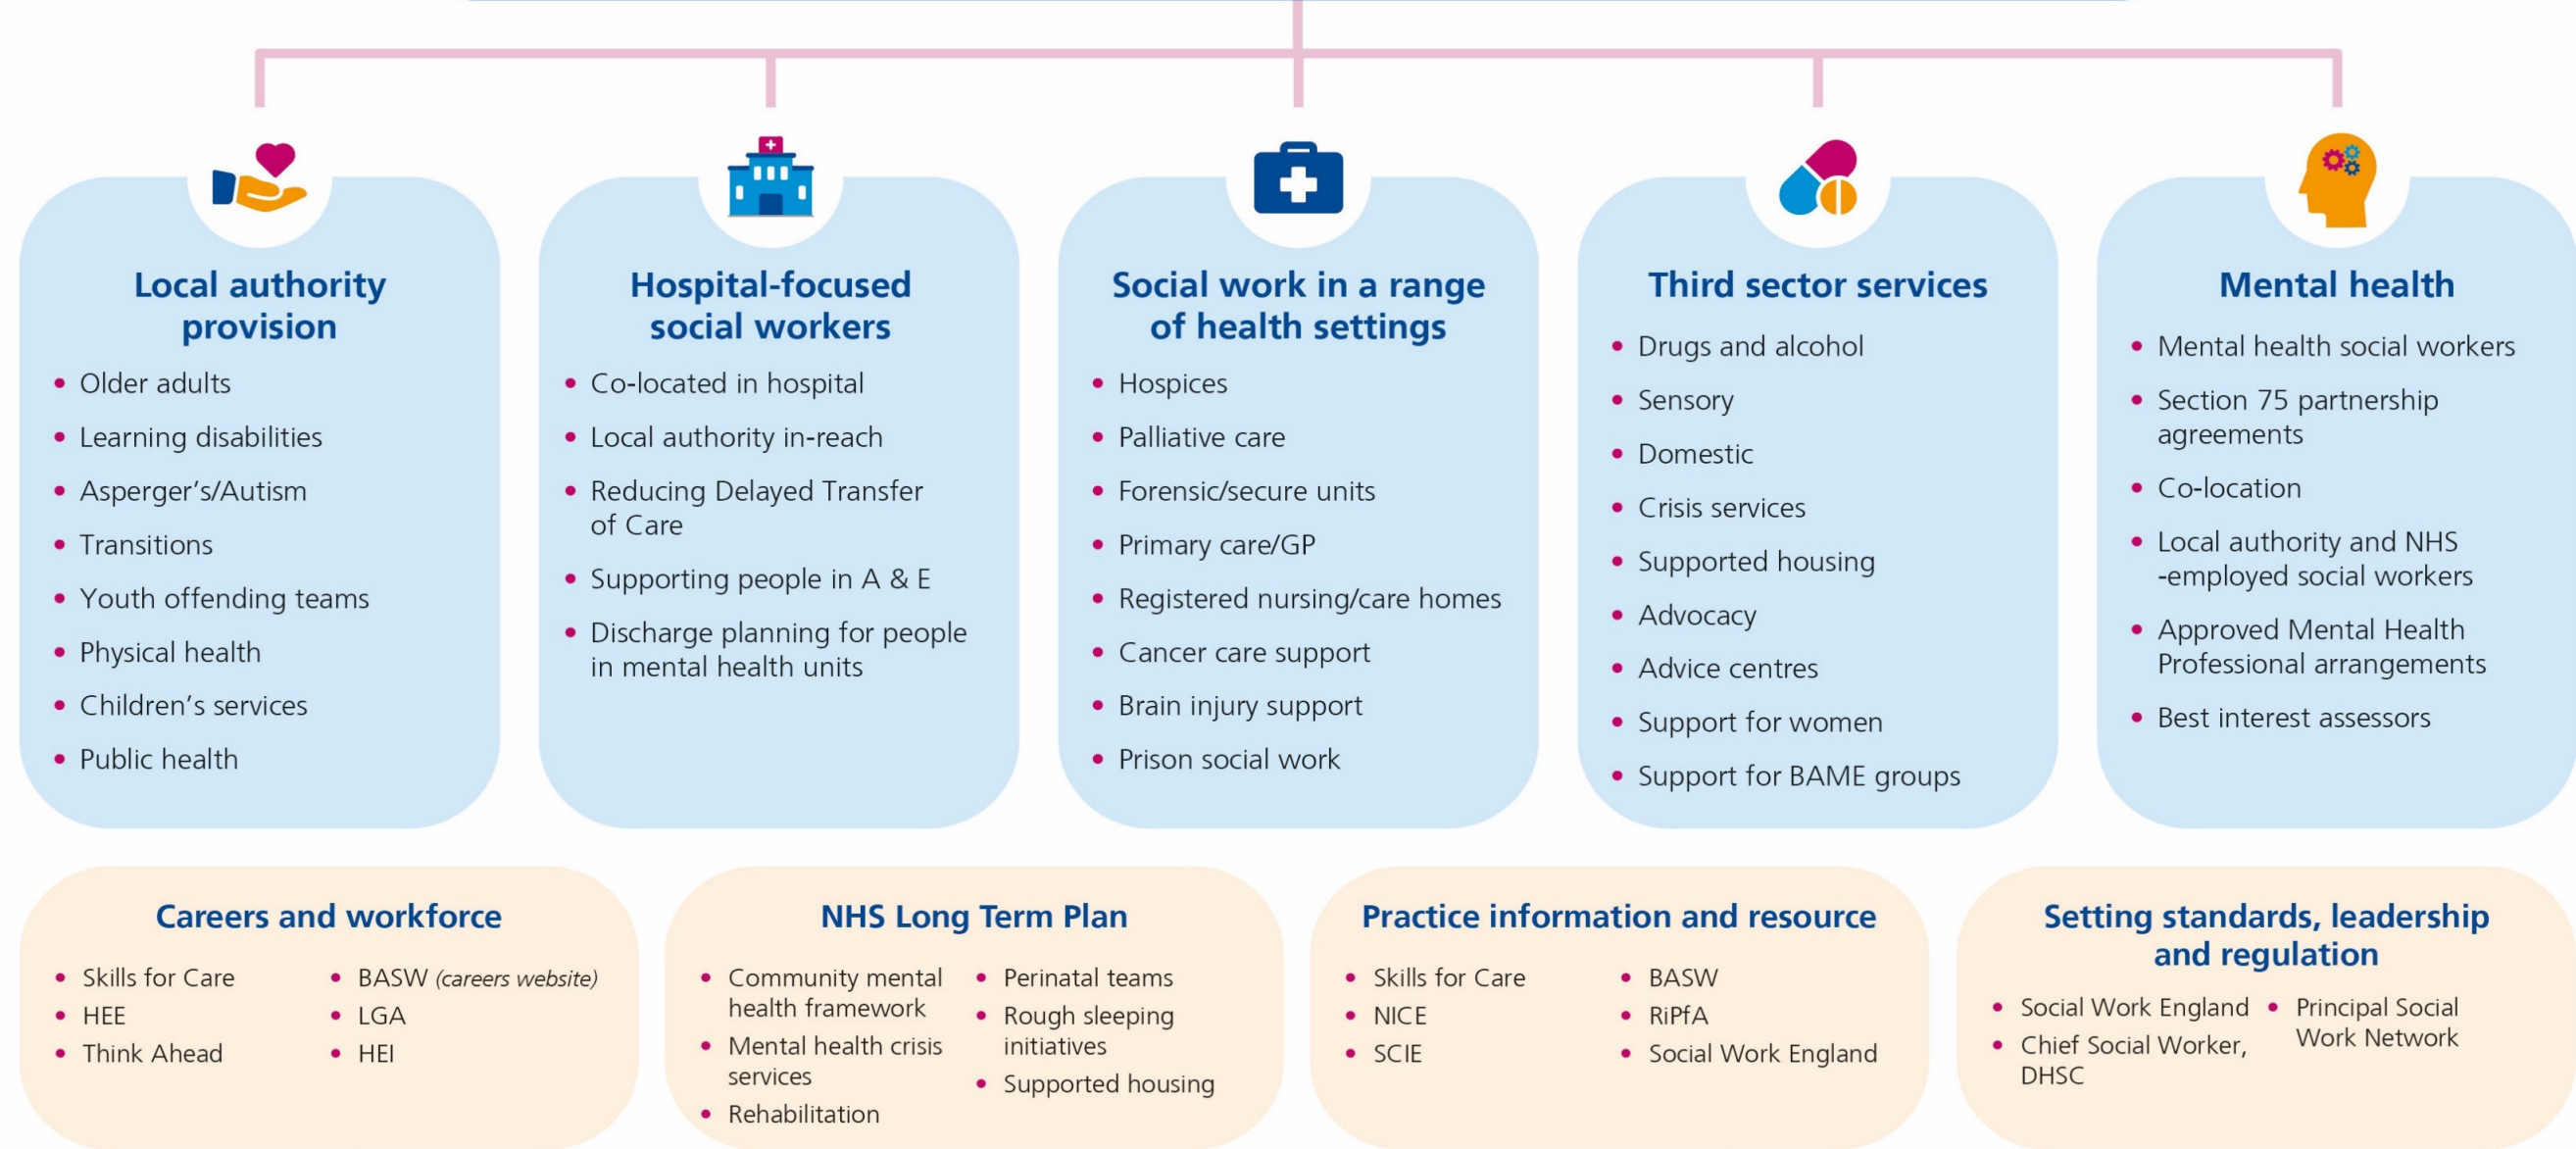 Local authority
provision
• Older adults
• Learning disabilities
• Asperger's/Autism
• Transitions
• Youth offending teams
• Physical health
• Children's services
• Public health
Hospital-focused
social workers
• Co-located in hospital
• Local authority in-reach
• Reducing Delayed Transfer
of Care
• Supporting people in A & E
• Discharge planning for people
in mental health units
Social work in a range
of health settings
• Hospices
• Palliative care
• Forensic/secure units
• Primary care/GP
• Registered nursing/care homes
• Cancer care support
• Brain injury support
• Prison social work
Third sector services
• Drugs and alcohol
• Sensory
• Domestic
• Crisis services
• Supported housing
• Advocacy
• Advice centres
• Support for women
• Support for BAME groups
Mental health
• Mental health social workers
• Section 75 partnership
agreements
• Co-location
• Local authority and NHS
-employed social workers
• Approved Mental Health
Professional arrangements
• Best interest assessors
Careers and workforce
• Skills for Care
• HEE
• Think Ahead
• BASW (careers website)
• LGA
• HEI
NHS Long Term Plan
• Community mental
health framework
• Mental health crisis
services
• Rehabilitation
• Perinatal teams
• Rough sleeping
initiatives
• Supported housing
Practice information and resource
• Skills for Care
• NICE
• SCIE
• BASW
• RiPfA
• Social Work England
Setting standards, leadership
and regulation
• Social Work England
• Chief Social Worker,
DHSC
• Principal Social
Work Network